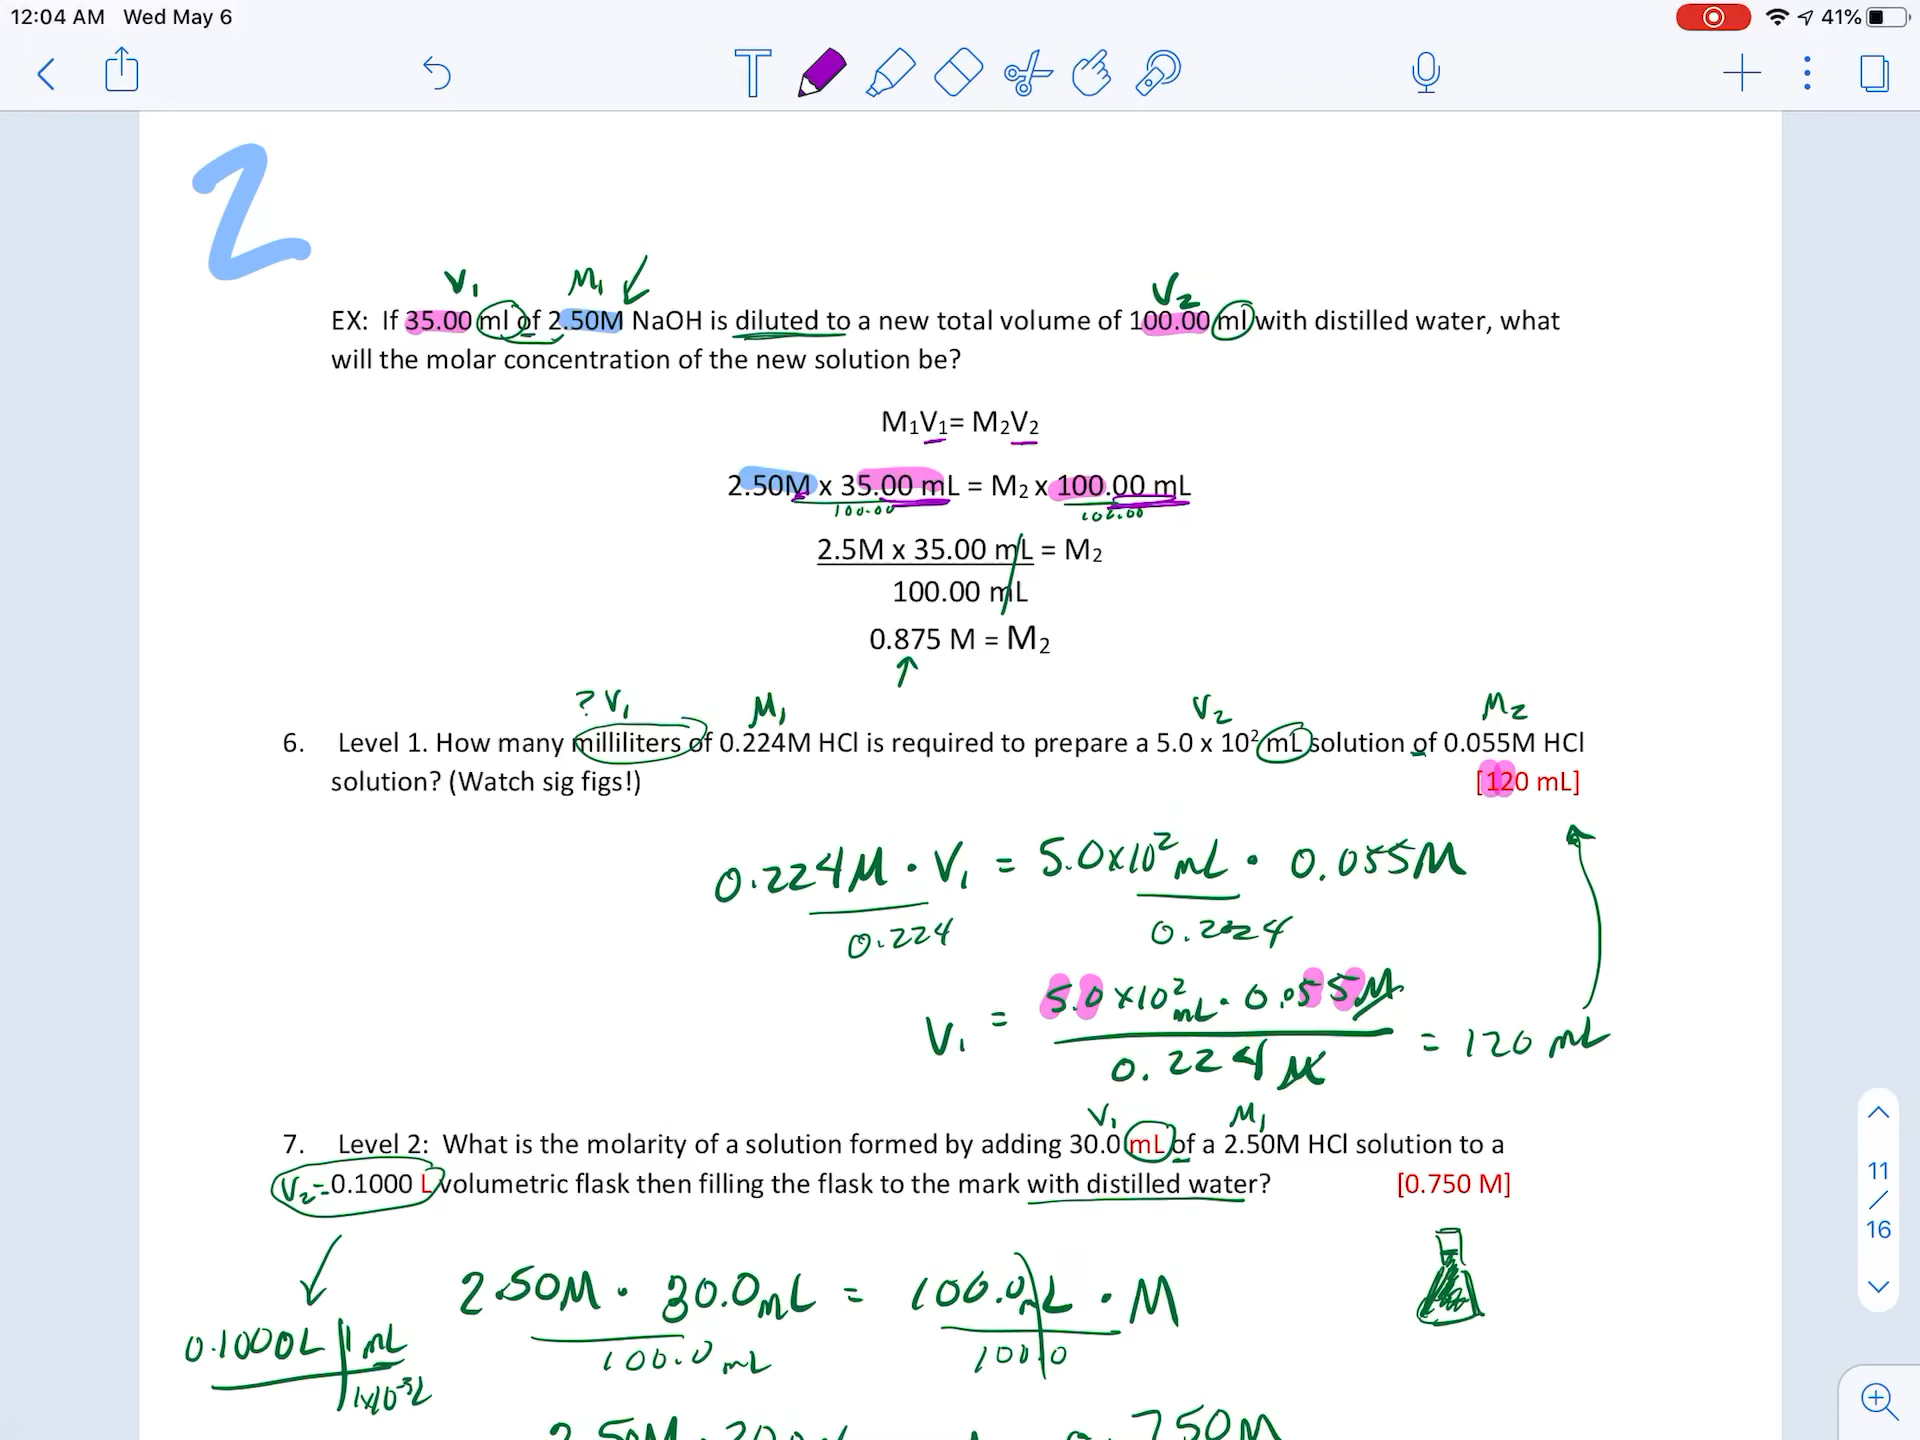 12:04 AM Wed May 6
41%
T
2
V1 M1 V2
EX: If 35.00 ml of 2.50M NaOH is diluted to a new total volume of 100.00 ml with distilled water, what
will the molar concentration of the new solution be?
M₁V₁= M₂V₂
2.50M x 35.00 mL = M₂ x 100.00 mL
100.00 100.00
2.5M x 35.00 mL = M₂
100.00 mL
0.875 M = M₂
? V1 M1 V2 M2
6. Level 1. How many milliliters of 0.224M HCl is required to prepare a 5.0 x 10² mL solution of 0.055M HCl
solution? (Watch sig figs!) [120 mL]
0.224M · V1 = 5.0x10² mL · 0.055M
0.224 0.224
V1 = 5.0 x10² mL · 0.055M = 120 mL
0.224 M
V1 M1
7. Level 2: What is the molarity of a solution formed by adding 30.0 mL of a 2.50M HCl solution to a
V2= 0.1000 L volumetric flask then filling the flask to the mark with distilled water? [0.750 M]
2.50M · 30.0mL = 100.0mL · M
100.0 mL 100.0
0.1000L 1 mL
1x10⁻³L
11
/
16